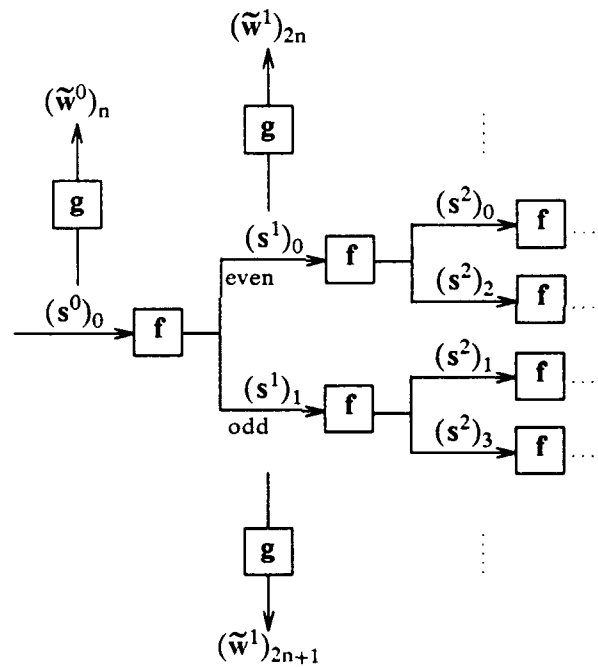 (w̃¹)₂ₙ
(w̃⁰)ₙ
g
g
(s²)₀
f
(s¹)₀
f
even
(s²)₂
f
(s⁰)₀
f
(s²)₁
f
(s¹)₁
f
odd
(s²)₃
f
g
(w̃¹)₂ₙ₊₁